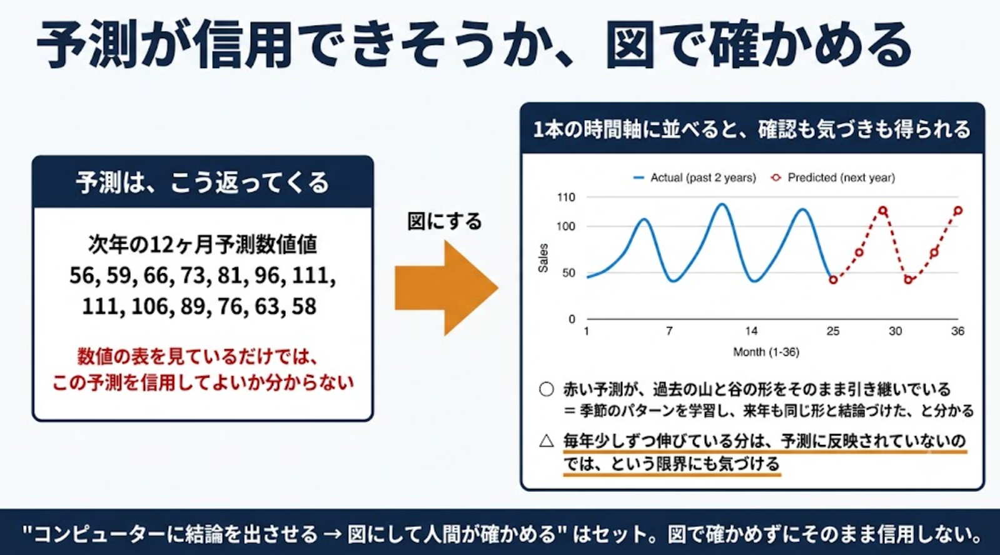 予測が信用できそうか、図で確かめる
予測は、こう返ってくる
次年の12ヶ月予測数値値
56, 59, 66, 73, 81, 96, 111,
111, 106, 89, 76, 63, 58
数値の表を見ているだけでは、
この予測を信用してよいか分からない
図にする
1本の時間軸に並べると、確認も気づきも得られる
Actual (past 2 years)
Predicted (next year)
110
100
50
0
Sales
1
7
14
25
30
36
Month (1-36)
○ 赤い予測が、過去の山と谷の形をそのまま引き継いでいる
= 季節のパターンを学習し、来年も同じ形と結論づけた、と分かる
△ 毎年少しずつ伸びている分は、予測に反映されていないの
では、という限界にも気づける
"コンピューターに結論を出させる → 図にして人間が確かめる" はセット。図で確かめずにそのまま信用しない。